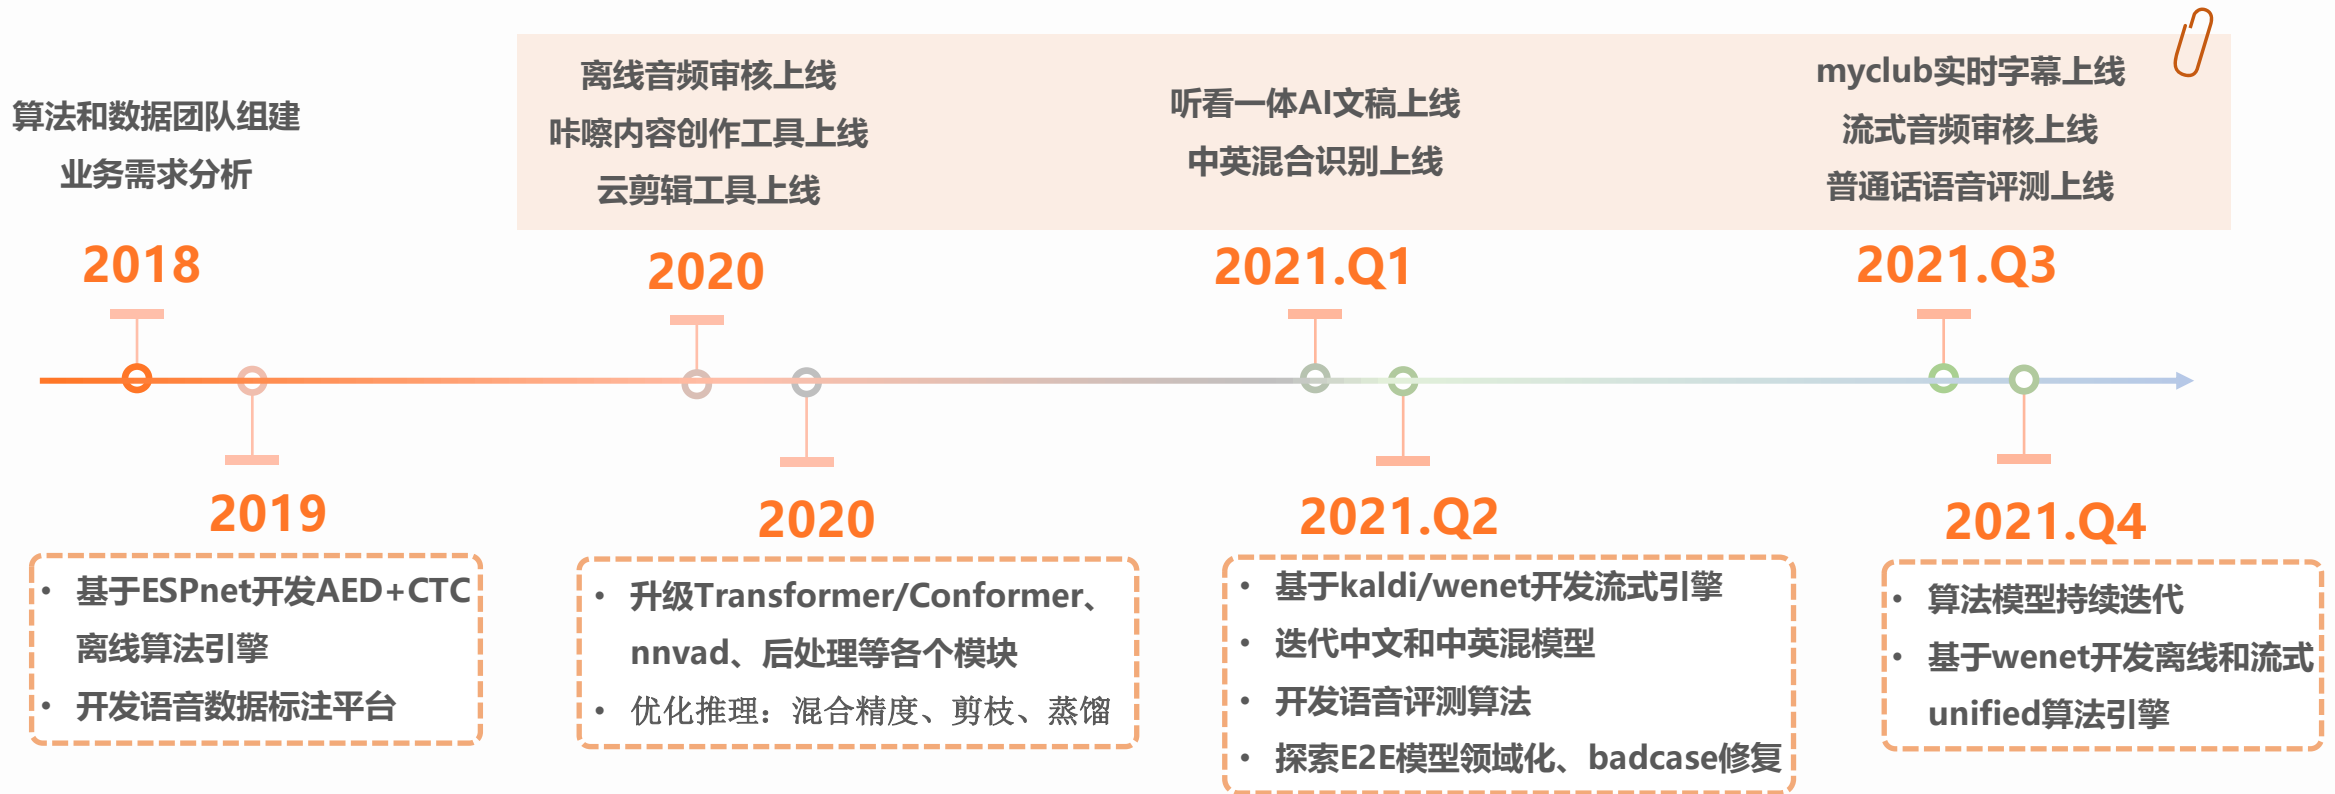 算法和数据团队组建
业务需求分析
2018
离线音频审核上线
咔嚓内容创作工具上线
云剪辑工具上线
2020
听看一体AI文稿上线
中英混合识别上线
2021.Q1
myclub实时字幕上线
流式音频审核上线
普通话语音评测上线
2021.Q3
2019
• 基于ESPnet开发AED+CTC
离线算法引擎
• 开发语音数据标注平台
2020
• 升级Transformer/Conformer、
nnvad、后处理等各个模块
• 优化推理：混合精度、剪枝、蒸馏
2021.Q2
• 基于kaldi/wenet开发流式引擎
• 迭代中文和中英混模型
• 开发语音评测算法
• 探索E2E模型领域化、badcase修复
2021.Q4
• 算法模型持续迭代
• 基于wenet开发离线和流式
unified算法引擎